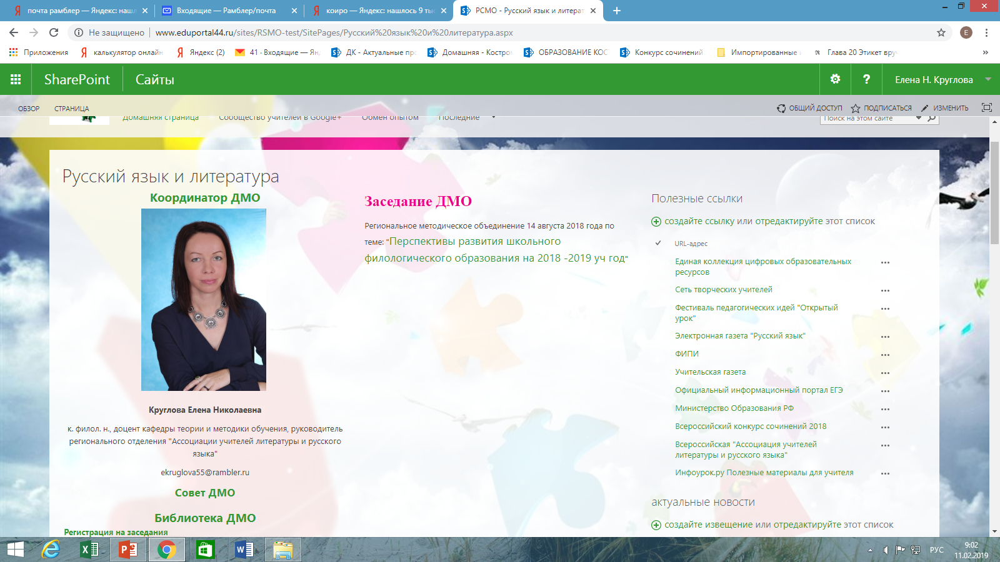 почта рамблер — Яндекс: наш
Входящие — Рамблер/почта
коиро — Яндекс: нашлось 9 ты
РСМО - Русский язык и литерат
Не защищено
www.eduportal44.ru/sites/RSMO-test/SitePages/Русский%20язык%20и%20литература.aspx
E
Приложения
калькулятор онлайн
Яндекс (2)
41 · Входящие — Ян
ДК - Актуальные пр
Домашняя - Костром
ОБРАЗОВАНИЕ КОС
Конкурс сочинений
Импортированные
Глава 20 Этикет вру
»
SharePoint
Сайты
?
Елена Н. Круглова
ОБЗОР
СТРАНИЦА
ОБЩИЙ ДОСТУП
ПОДПИСАТЬСЯ
ИЗМЕНИТЬ
Домашняя страница
Сообщество учителей в Google+
Обмен опытом
Последние
Поиск на этом сайте
Русский язык и литература
Координатор ДМО
Круглова Елена Николаевна
к. филол. н., доцент кафедры теории и методики обучения, руководитель
регионального отделения "Ассоциации учителей литературы и русского
языка"
ekruglova55@rambler.ru
Совет ДМО
Библиотека ДМО
Регистрация на заседания
Заседание ДМО
Региональное методическое объединение 14 августа 2018 года по
теме: "Перспективы развития школьного
филологического образования на 2018 -2019 уч год"
Полезные ссылки
создайте ссылку или отредактируйте этот список
URL-адрес
Единая коллекция цифровых образовательных
ресурсов
Сеть творческих учителей
Фестиваль педагогических идей "Открытый
урок"
Электронная газета "Русский язык"
ФИПИ
Учительская газета
Официальный информационный портал ЕГЭ
Министерство Образования РФ
Всероссийский конкурс сочинений 2018
Всероссийская "Ассоциация учителей
литературы и русского языка"
Инфоурок.ру Полезные материалы для учителя
актуальные новости
создайте извещение или отредактируйте этот список
РУС
9:02
11.02.2019